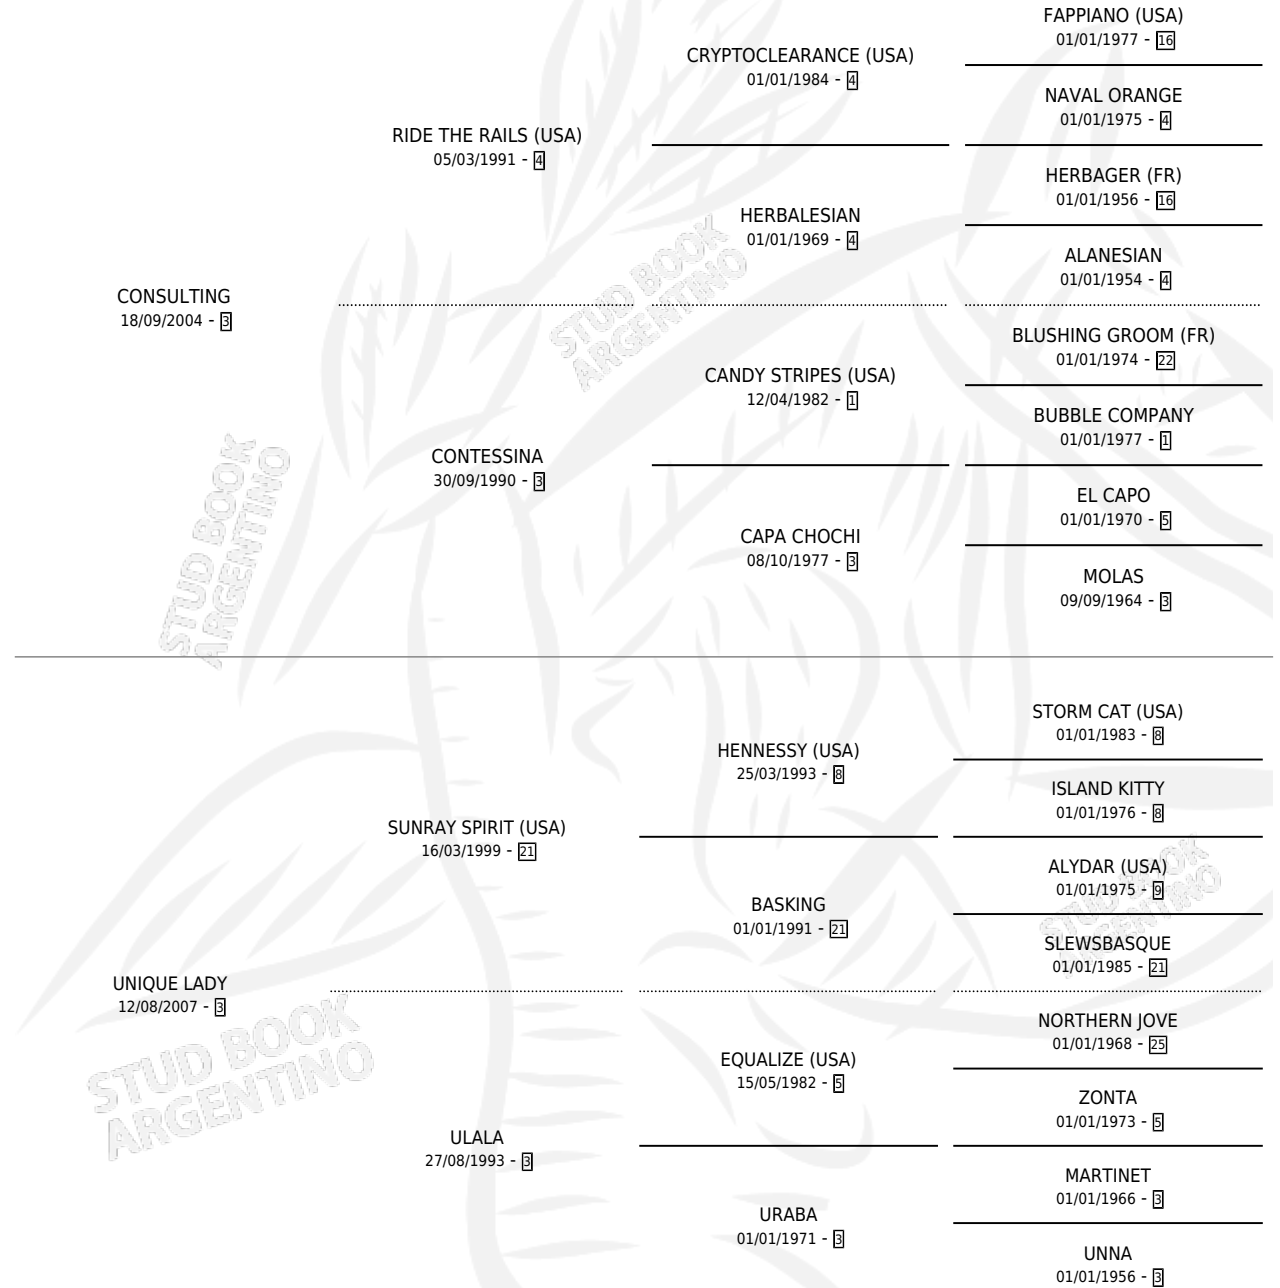 FAPPIANO (USA)
01/01/1977 - 16
CRYPTOCLEARANCE (USA)
01/01/1984 - 4
NAVAL ORANGE
01/01/1975 - 4
RIDE THE RAILS (USA)
05/03/1991 - 4
HERBAGER (FR)
01/01/1956 - 16
HERBALESIAN
01/01/1969 - 4
ALANESIAN
01/01/1954 - 4
CONSULTING
18/09/2004 - 3
BLUSHING GROOM (FR)
01/01/1974 - 22
CANDY STRIPES (USA)
12/04/1982 - 1
BUBBLE COMPANY
01/01/1977 - 1
CONTESSINA
30/09/1990 - 3
EL CAPO
01/01/1970 - 5
CAPA CHOCHI
08/10/1977 - 3
MOLAS
09/09/1964 - 3
STORM CAT (USA)
01/01/1983 - 8
HENNESSY (USA)
25/03/1993 - 8
ISLAND KITTY
01/01/1976 - 8
SUNRAY SPIRIT (USA)
16/03/1999 - 21
ALYDAR (USA)
01/01/1975 - 9
BASKING
01/01/1991 - 21
SLEWSBASQUE
01/01/1985 - 21
UNIQUE LADY
12/08/2007 - 3
NORTHERN JOVE
01/01/1968 - 25
EQUALIZE (USA)
15/05/1982 - 5
ZONTA
01/01/1973 - 5
ULALA
27/08/1993 - 3
MARTINET
01/01/1966 - 3
URABA
01/01/1971 - 3
UNNA
01/01/1956 - 3
STUD BOOK
ARGENTINO
STUD BOOK
ARGENTINO
STUD BOOK
ARGENTINO
STUD BOOK
ARGENTINO